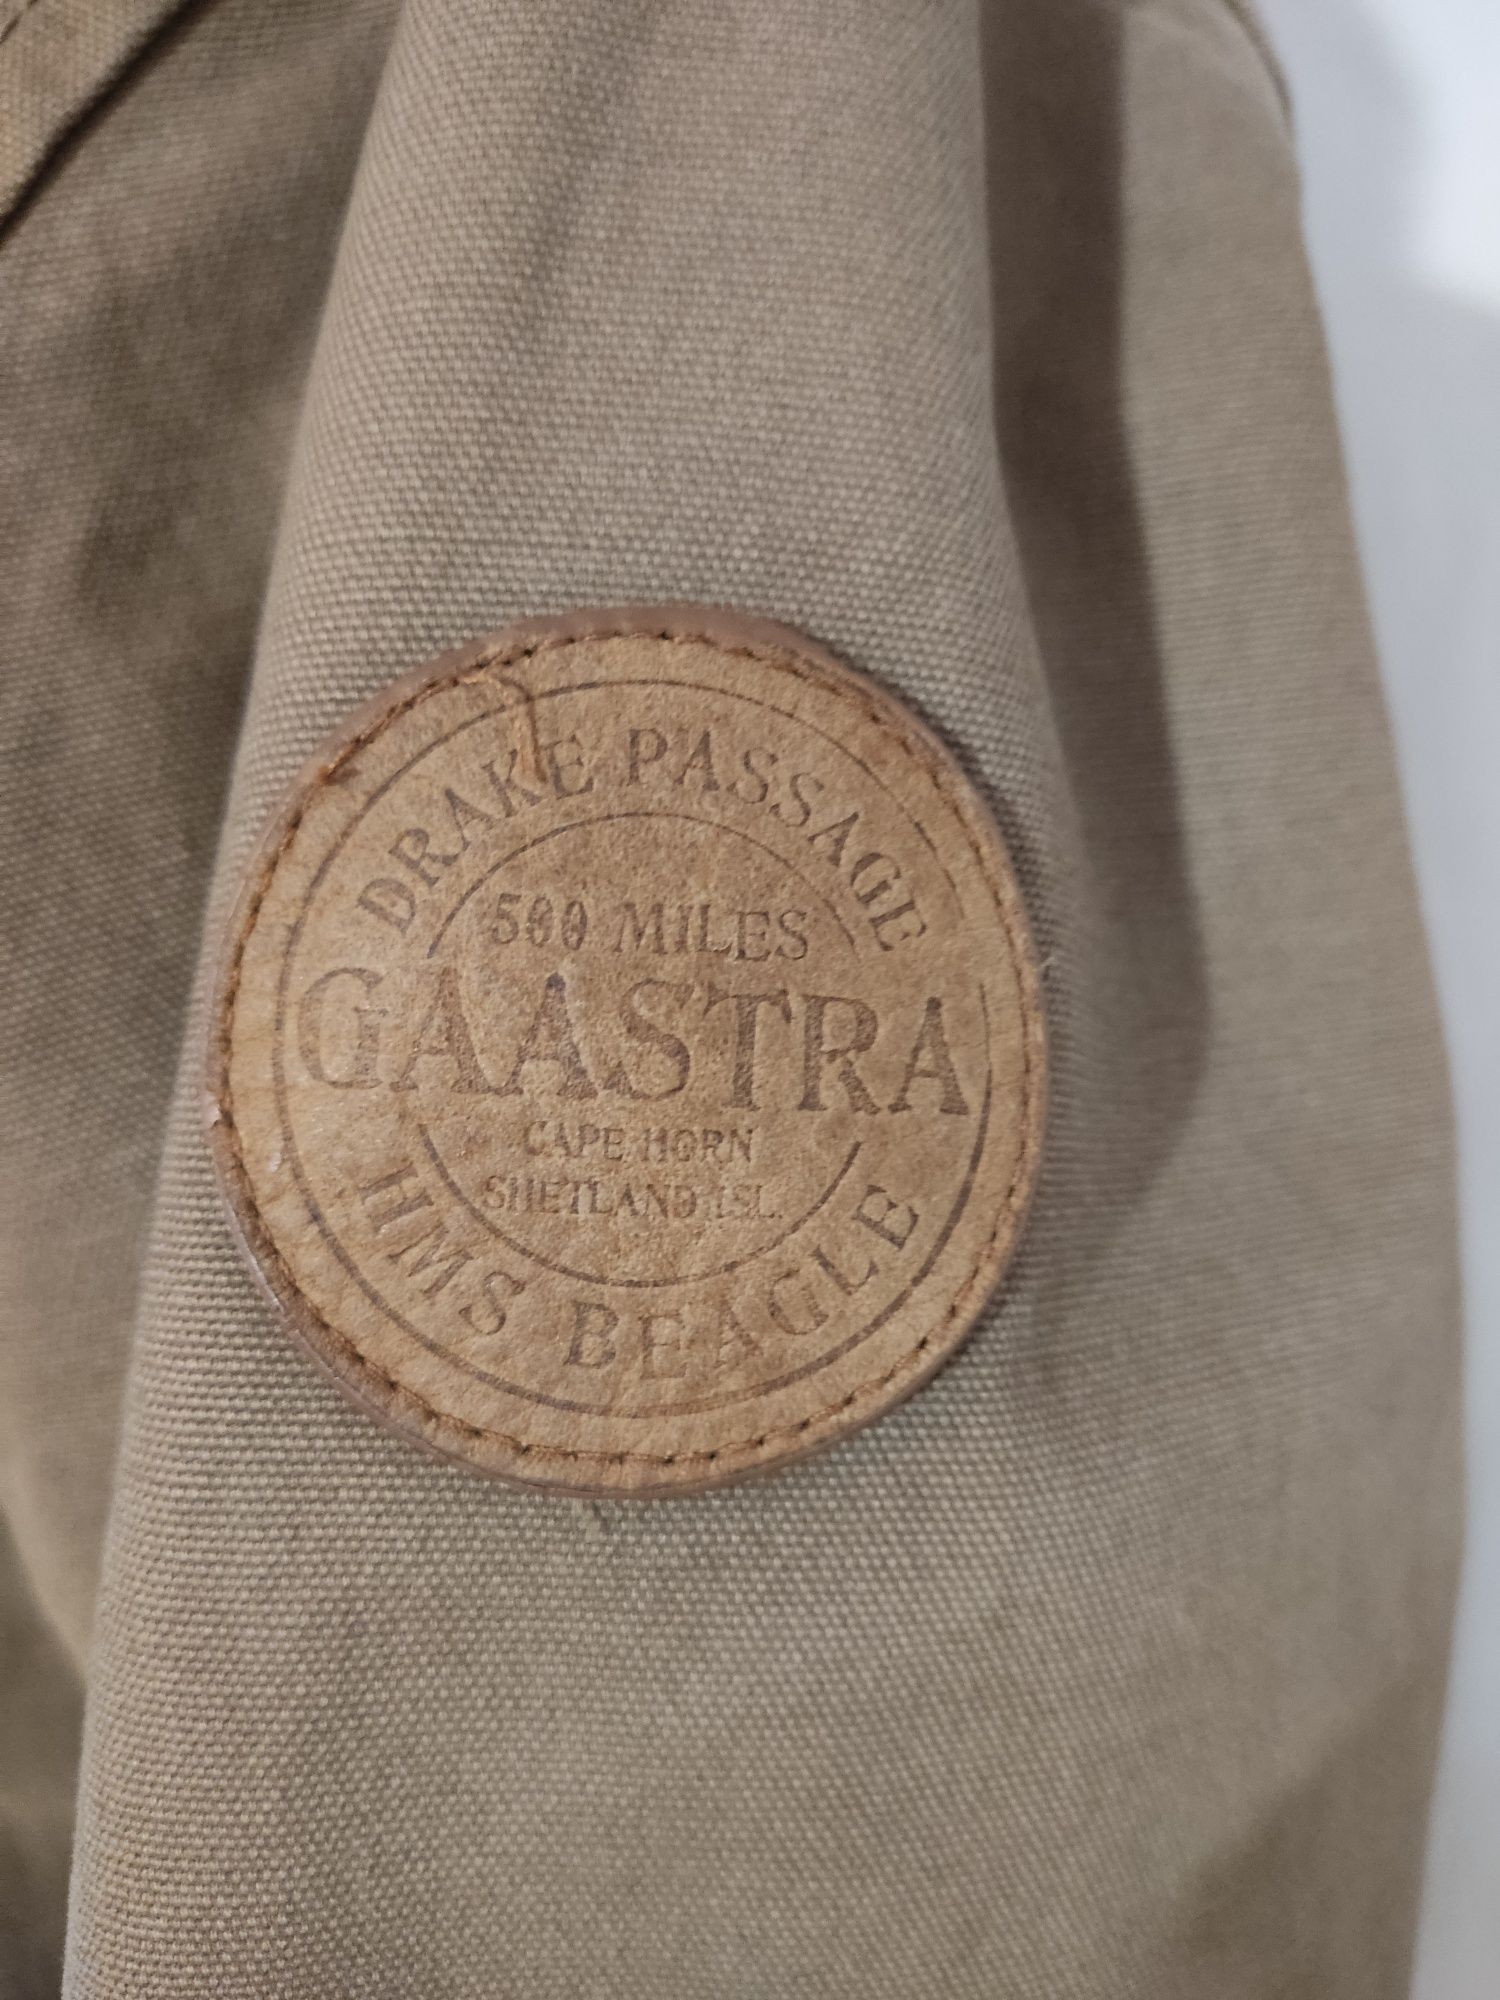 DRAKE PASSAGE
500 MILES
GAASTRA
CAPE HORN
SHETLAND ISL.
HMS BEAGLE